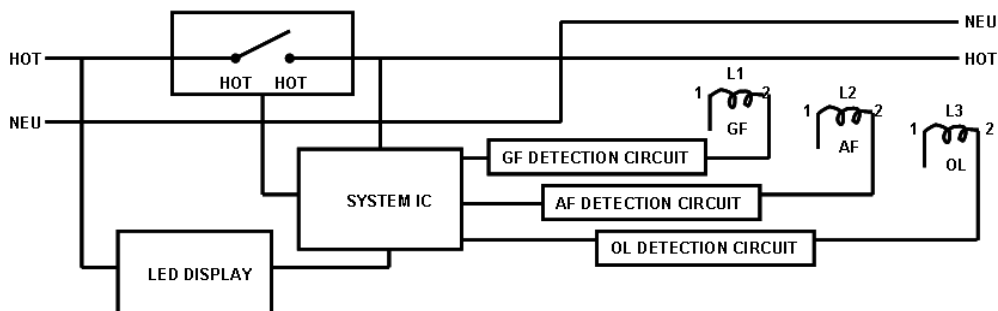 NEU
HOT
HOT
HOT HOT
L1
1 2
GF
L2
1 2
AF
L3
1 2
OL
NEU
GF DETECTION CIRCUIT
SYSTEM IC
AF DETECTION CIRCUIT
OL DETECTION CIRCUIT
LED DISPLAY